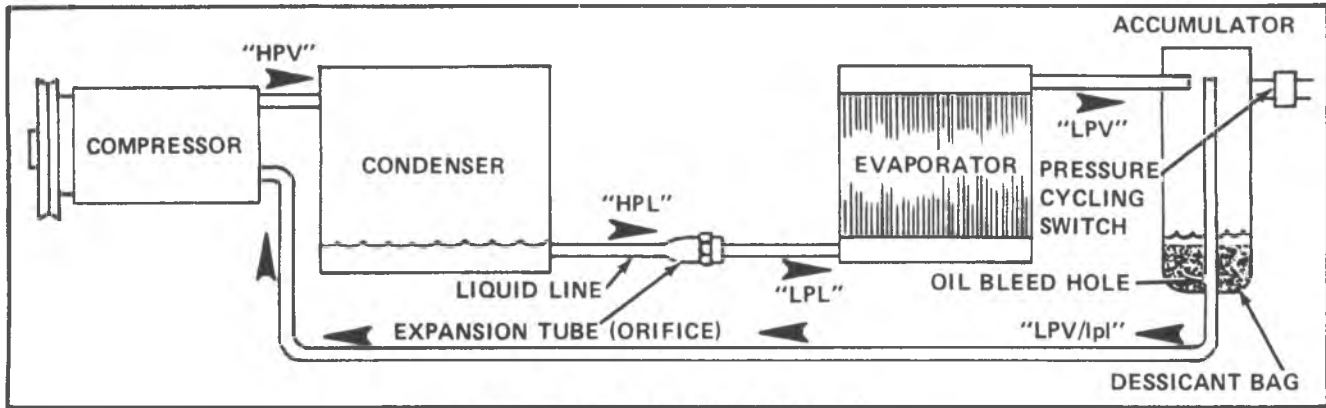 ACCUMULATOR
"HPV"
COMPRESSOR
CONDENSER
"HPL"
LIQUID LINE
EXPANSION TUBE (ORIFICE)
"LPL"
EVAPORATOR
"LPV"
PRESSURE
CYCLING
SWITCH
OIL BLEED HOLE
"LPV/lpl"
DESSICANT BAG